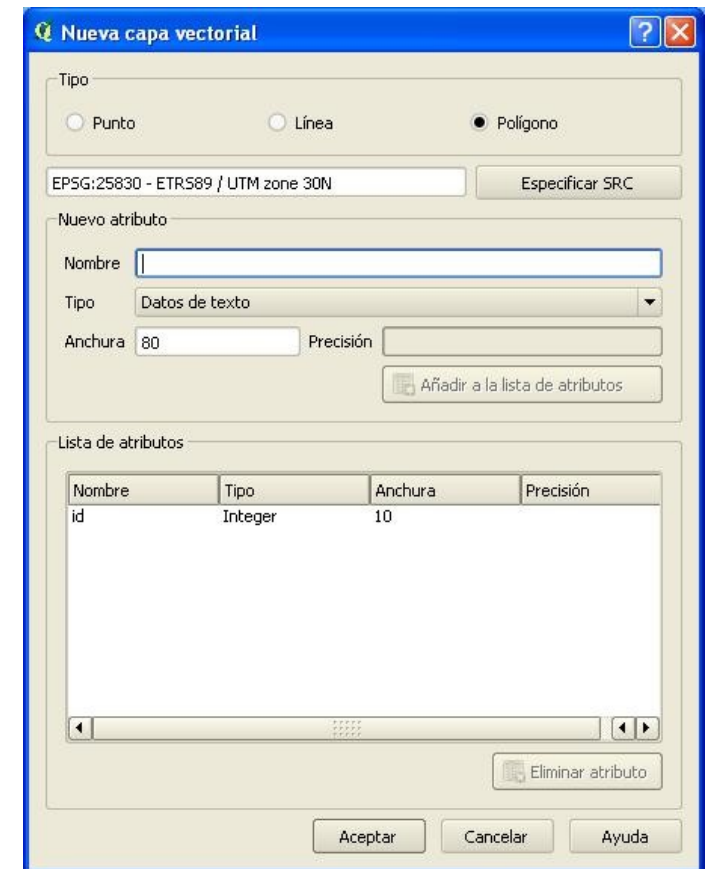 Nueva capa vectorial
Tipo
Punto Línea Polígono
EPSG:25830 - ETRS89 / UTM zone 30N Especificar SRC
Nuevo atributo
Nombre
Tipo Datos de texto
Anchura 80 Precisión
Añadir a la lista de atributos
Lista de atributos
Nombre Tipo Anchura Precisión
id Integer 10
Eliminar atributo
Aceptar Cancelar Ayuda